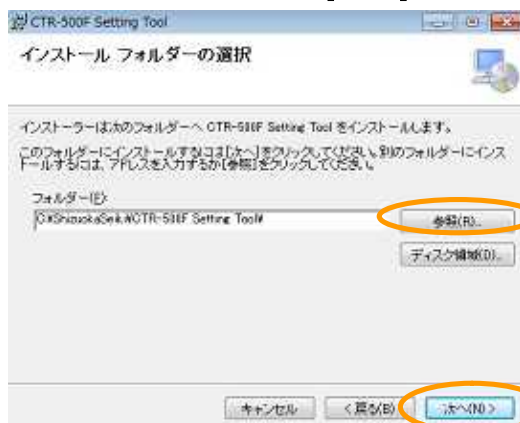 CTR-500F Setting Tool
インストール フォルダーの選択
インストーラーは次のフォルダーへ CTR-500F Setting Tool をインストールします。
このフォルダーにインストールするには[次へ]をクリックしてください。別のフォルダーにインス
トールするには、アドレスを入力するか[参照]をクリックしてください。
フォルダー(F):
C:¥ShizuokaSeiki¥CTR-500F Setting Tool¥
参照(R)...
ディスク領域(D)...
キャンセル
< 戻る(B)
次へ(N) >